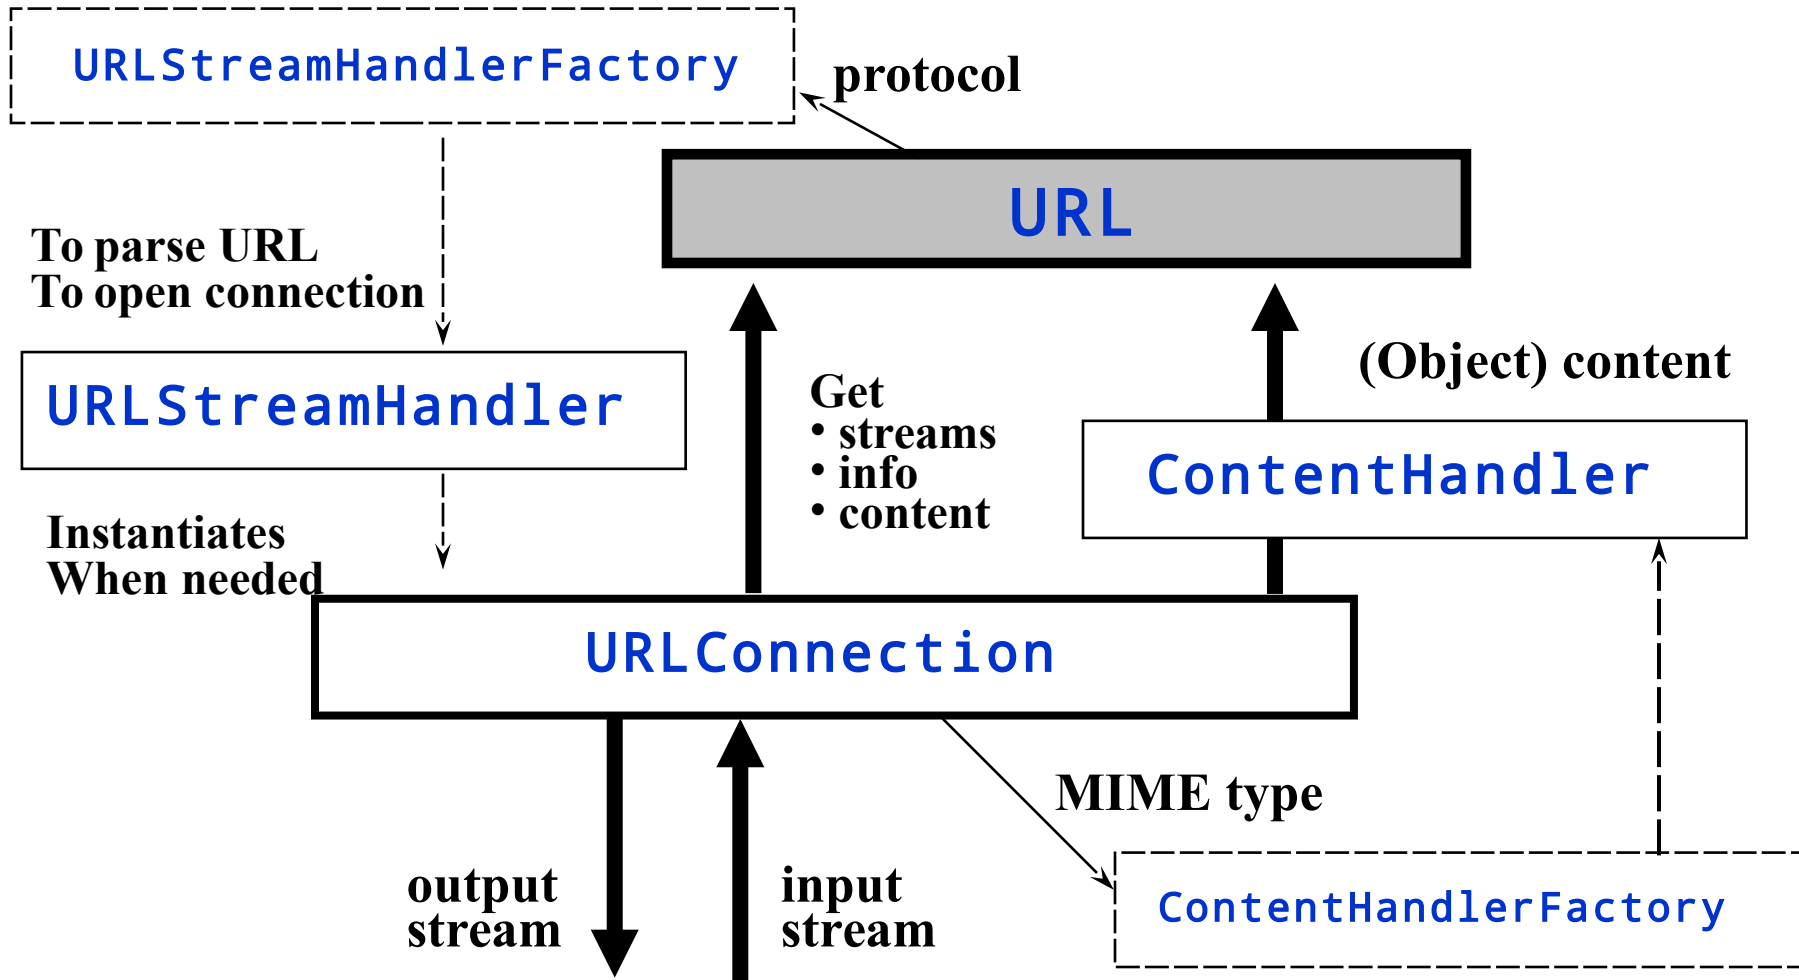 URLStreamHandlerFactory
protocol
URL
To parse URL
To open connection
URLStreamHandler
(Object) content
Get
• streams
• info
• content
ContentHandler
Instantiates
When needed
URLConnection
MIME type
output
stream
input
stream
ContentHandlerFactory